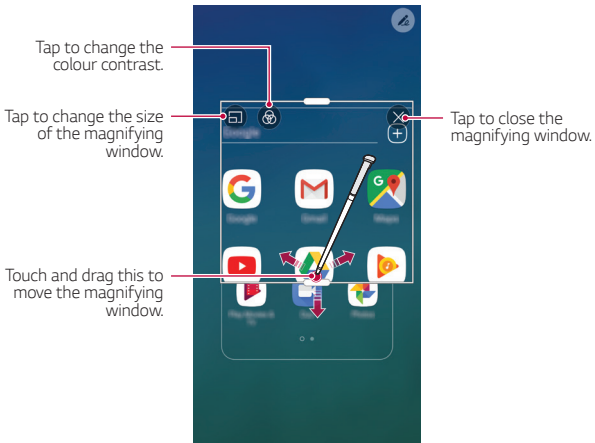 Tap to change the
colour contrast.
Tap to change the size
of the magnifying
window.
Tap to close the
magnifying window.
Google
Google
Gmail
Maps
G
Touch and drag this to
move the magnifying
window.
Photos